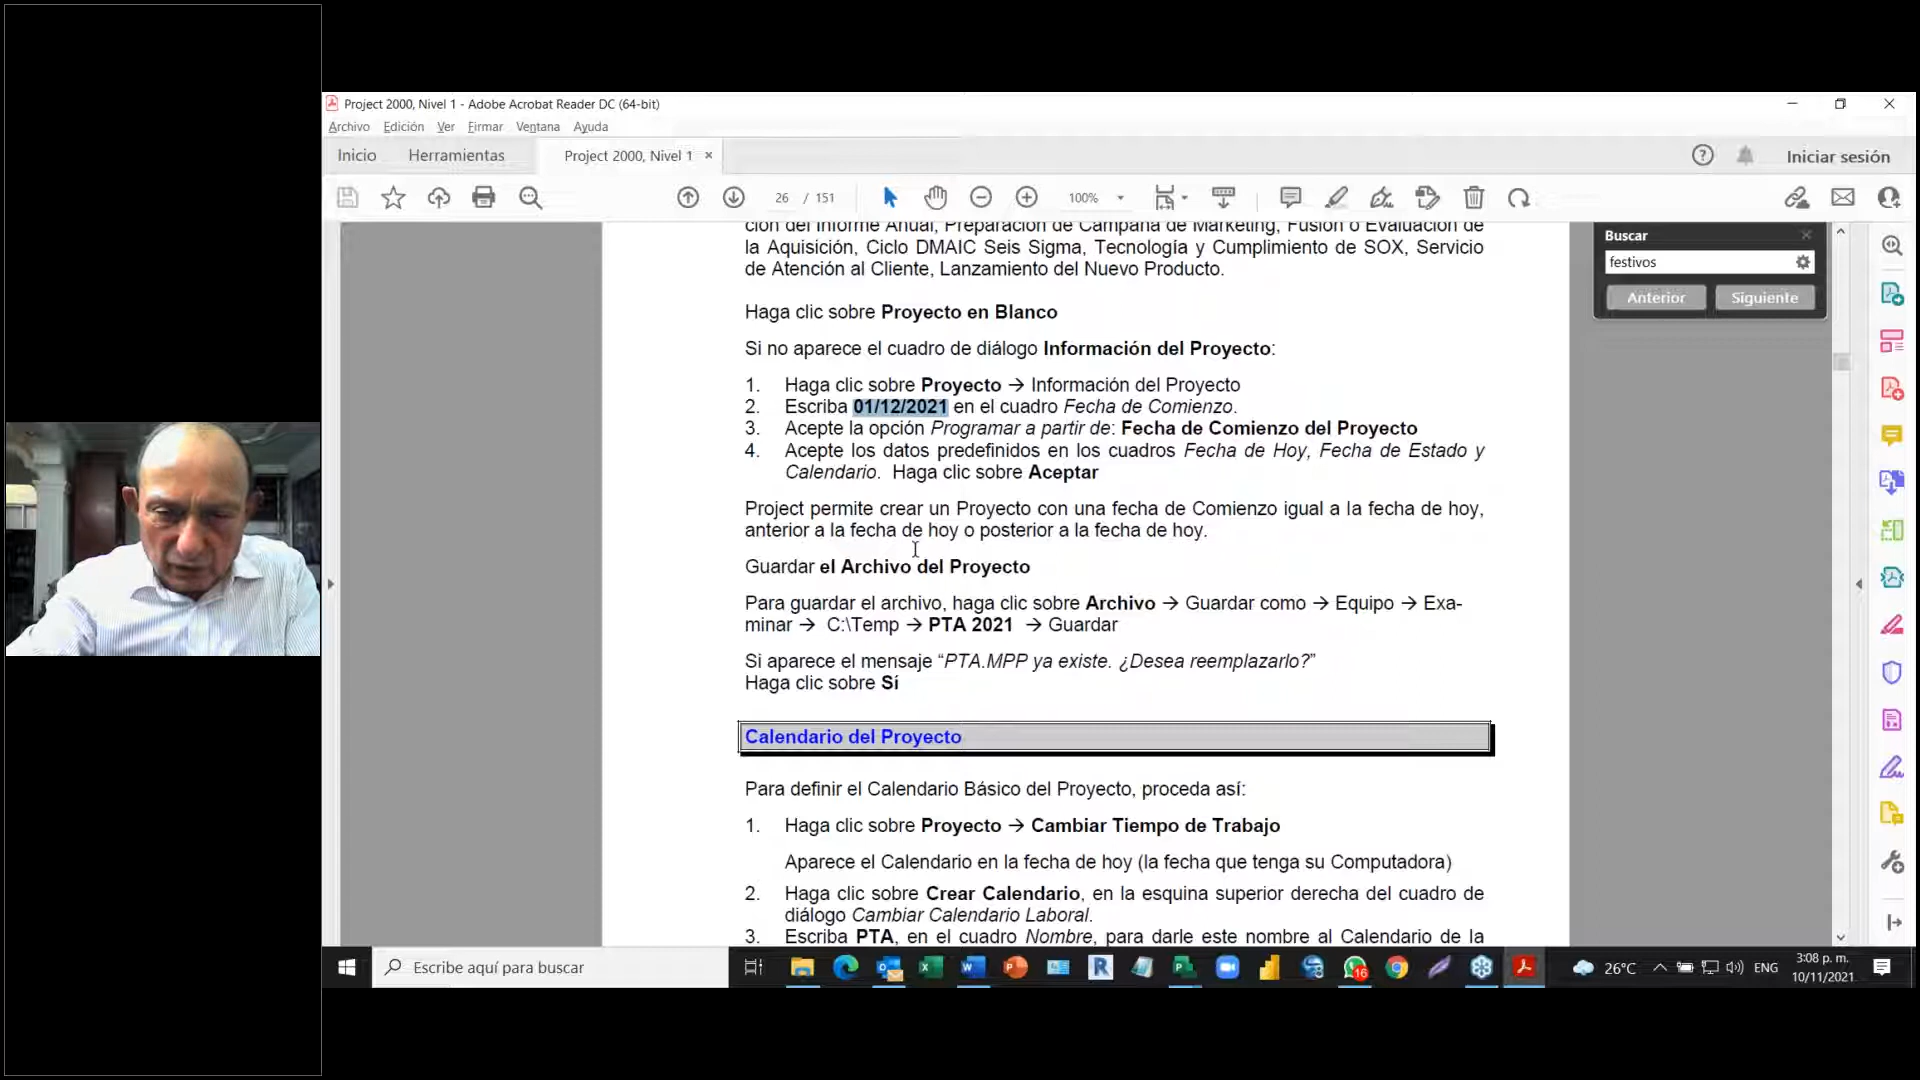 Project 2000, Nivel 1 - Adobe Acrobat Reader DC (64-bit)
Archivo Edición Ver Firmar Ventana Ayuda
Inicio Herramientas Project 2000, Nivel 1 × Iniciar sesión
26 / 151 100%
ción del Informe Anual, Preparación de Campaña de Marketing, Fusión o Evaluación de
la Aquisición, Ciclo DMAIC Seis Sigma, Tecnología y Cumplimiento de SOX, Servicio
de Atención al Cliente, Lanzamiento del Nuevo Producto.
Haga clic sobre Proyecto en Blanco
Si no aparece el cuadro de diálogo Información del Proyecto:
1. Haga clic sobre Proyecto → Información del Proyecto
2. Escriba 01/12/2021 en el cuadro Fecha de Comienzo.
3. Acepte la opción Programar a partir de: Fecha de Comienzo del Proyecto
4. Acepte los datos predefinidos en los cuadros Fecha de Hoy, Fecha de Estado y
Calendario. Haga clic sobre Aceptar
Project permite crear un Proyecto con una fecha de Comienzo igual a la fecha de hoy,
anterior a la fecha de hoy o posterior a la fecha de hoy.
Guardar el Archivo del Proyecto
Para guardar el archivo, haga clic sobre Archivo → Guardar como → Equipo → Exa-
minar → C:\Temp → PTA 2021 → Guardar
Si aparece el mensaje “PTA.MPP ya existe. ¿Desea reemplazarlo?”
Haga clic sobre Sí
Calendario del Proyecto
Para definir el Calendario Básico del Proyecto, proceda así:
1. Haga clic sobre Proyecto → Cambiar Tiempo de Trabajo
Aparece el Calendario en la fecha de hoy (la fecha que tenga su Computadora)
2. Haga clic sobre Crear Calendario, en la esquina superior derecha del cuadro de
diálogo Cambiar Calendario Laboral.
3. Escriba PTA, en el cuadro Nombre, para darle este nombre al Calendario de la
Buscar
festivos
Anterior Siguiente
Escribe aquí para buscar
16
26°C
ENG
3:08 p. m.
10/11/2021